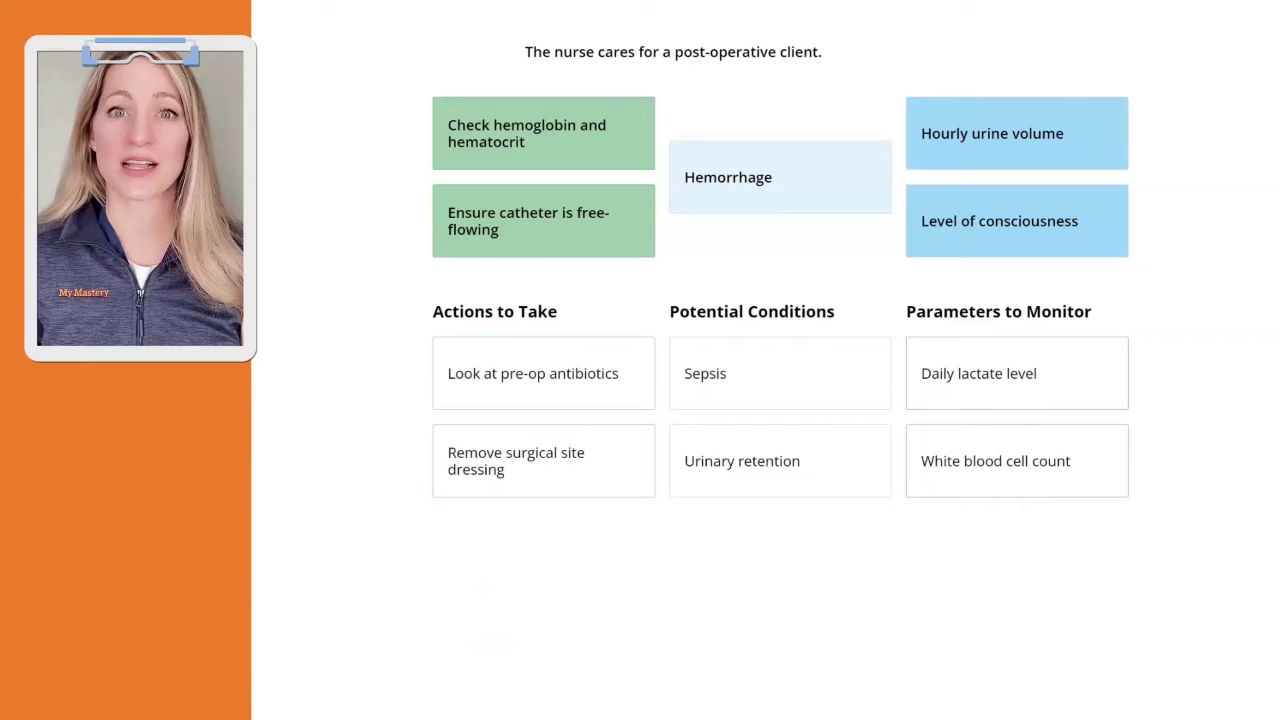 The nurse cares for a post-operative client.
Check hemoglobin and
hematocrit
Ensure catheter is free-
flowing
Hemorrhage
Hourly urine volume
Level of consciousness
Actions to Take
Look at pre-op antibiotics
Remove surgical site
dressing
Potential Conditions
Sepsis
Urinary retention
Parameters to Monitor
Daily lactate level
White blood cell count
My Mastery